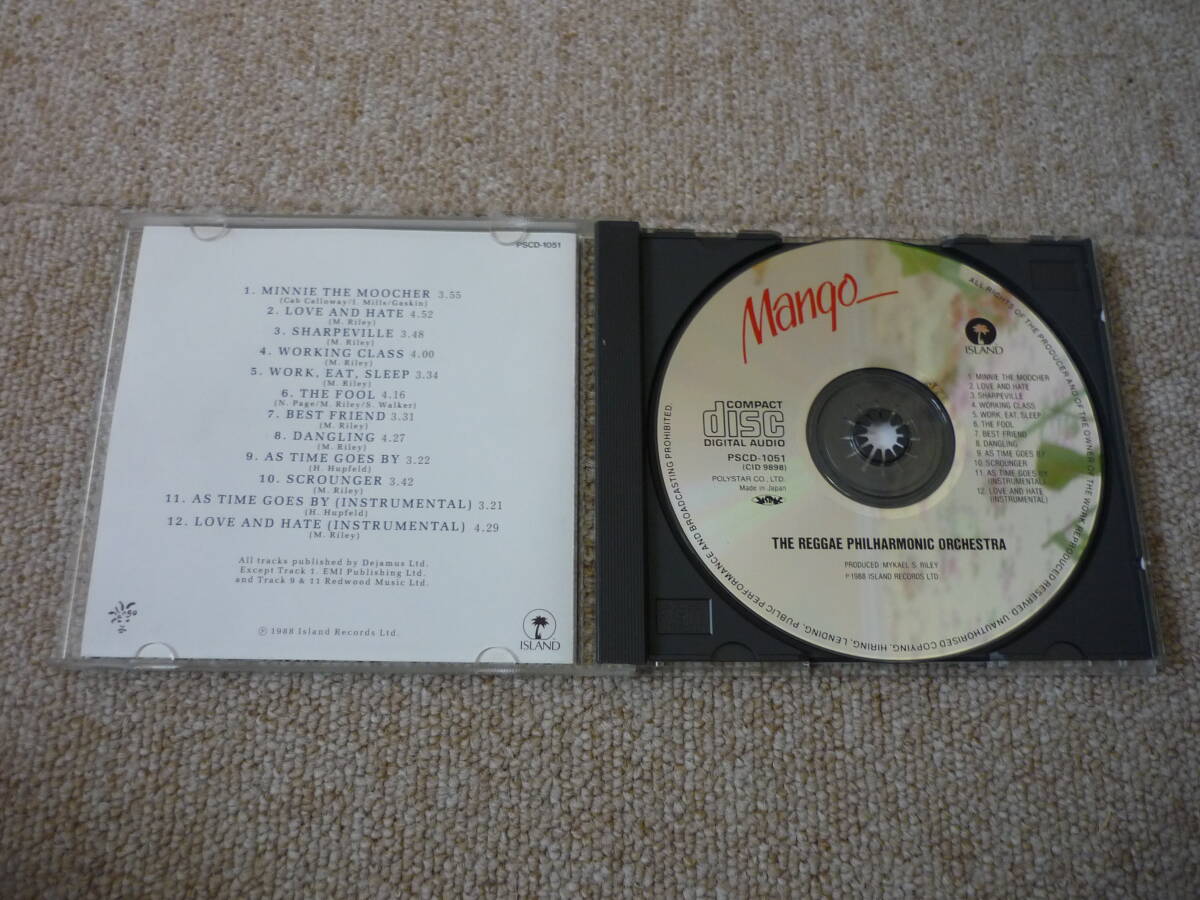 PSCD-1051
1. MINNIE THE MOOCHER 3.55
(Cab Calloway/I. Mills/Gaskin)
2. LOVE AND HATE 4.52
(M. Riley)
3. SHARPEVILLE 3.48
(M. Riley)
4. WORKING CLASS 4.00
(M. Riley)
5. WORK, EAT, SLEEP 3.34
(M. Riley)
6. THE FOOL 4.16
(N. Page/M. Riley/S. Walker)
7. BEST FRIEND 3.31
(M. Riley)
8. DANGLING 4.27
(M. Riley)
9. AS TIME GOES BY 3.22
(H. Hupfeld)
10. SCROUNGER 3.42
(M. Riley)
11. AS TIME GOES BY (INSTRUMENTAL) 3.21
(H. Hupfeld)
12. LOVE AND HATE (INSTRUMENTAL) 4.29
(M. Riley)
All tracks published by Dejamus Ltd.
Except Track 1. EMI Publishing Ltd.
and Track 9 & 11 Redwood Music Ltd.
℗ 1988 Island Records Ltd.
ISLAND
Mango
ISLAND
COMPACT
disc
DIGITAL AUDIO
PSCD-1051
(CID 9898)
POLYSTAR CO., LTD.
Made in Japan
1. MINNIE THE MOOCHER
2. LOVE AND HATE
3. SHARPEVILLE
4. WORKING CLASS
5. WORK, EAT, SLEEP
6. THE FOOL
7. BEST FRIEND
8. DANGLING
9. AS TIME GOES BY
10. SCROUNGER
11. AS TIME GOES BY
(INSTRUMENTAL)
12. LOVE AND HATE
(INSTRUMENTAL)
THE REGGAE PHILHARMONIC ORCHESTRA
PRODUCED: MYKAEL S. RILEY
℗1988 ISLAND RECORDS LTD.
ALL RIGHTS OF THE PRODUCER AND OF THE OWNER OF THE WORK REPRODUCED RESERVED. UNAUTHORISED COPYING, HIRING, LENDING, PUBLIC PERFORMANCE AND BROADCASTING PROHIBITED